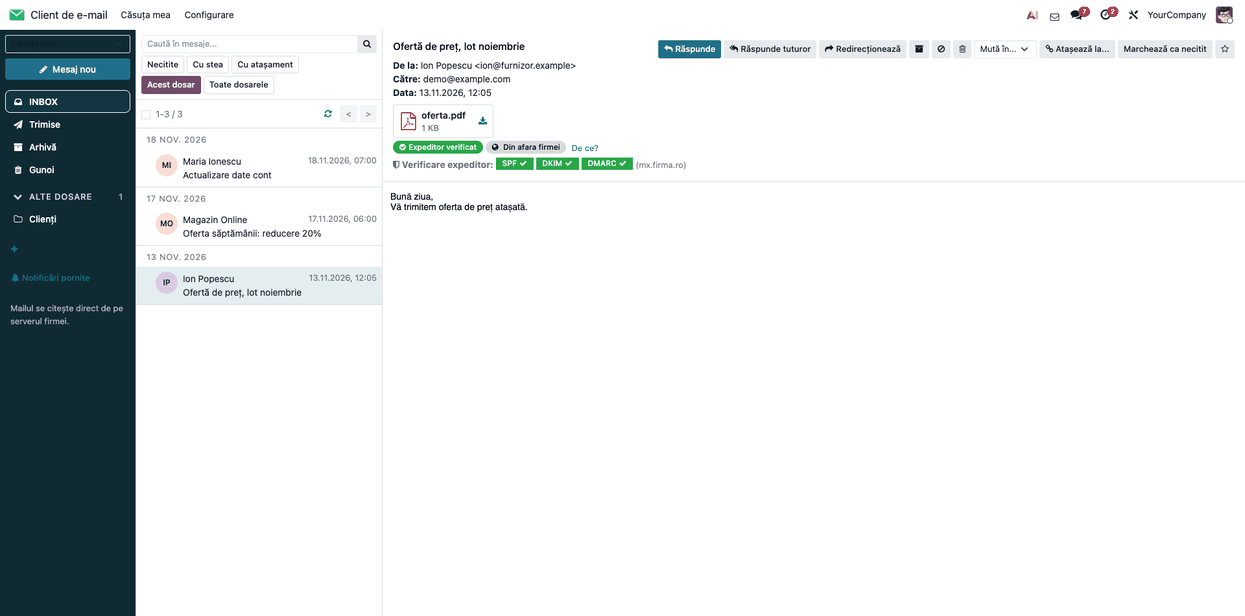 Client de e-mail Căsuța mea Configurare
AI 7 2 YourCompany
Mesaj nou
INBOX
Trimise
Arhivă
Gunoi
ALTE DOSARE 1
Clienți
+
Notificări pornite
Mailul se citește direct de pe
serverul firmei.
Caută în mesaje...
Necitite Cu stea Cu atașament
Acest dosar Toate dosarele
1-3 / 3 < >
18 NOV. 2026
MI Maria Ionescu 18.11.2026, 07:00
Actualizare date cont
17 NOV. 2026
MO Magazin Online 17.11.2026, 06:00
Oferta săptămânii: reducere 20%
13 NOV. 2026
IP Ion Popescu 13.11.2026, 12:05
Ofertă de preț, lot noiembrie
Ofertă de preț, lot noiembrie
Răspunde Răspunde tuturor Redirecționează Mută în... Atașează la... Marchează ca necitit
De la: Ion Popescu <ion@furnizor.example>
Către: demo@example.com
Data: 13.11.2026, 12:05
oferta.pdf
1 KB
Expeditor verificat Din afara firmei De ce?
Verificare expeditor: SPF ✓ DKIM ✓ DMARC ✓ (mx.firma.ro)
Bună ziua,
Vă trimitem oferta de preț atașată.